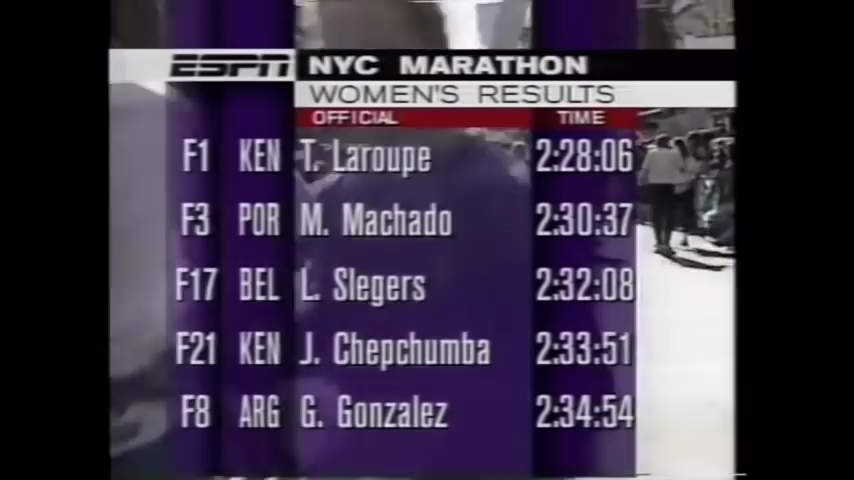 ESPN NYC MARATHON
WOMEN'S RESULTS
OFFICIAL TIME
F1 KEN T. Laroupe 2:28:06
F3 POR M. Machado 2:30:37
F17 BEL L. Slegers 2:32:08
F21 KEN J. Chepchumba 2:33:51
F8 ARG G. Gonzalez 2:34:54